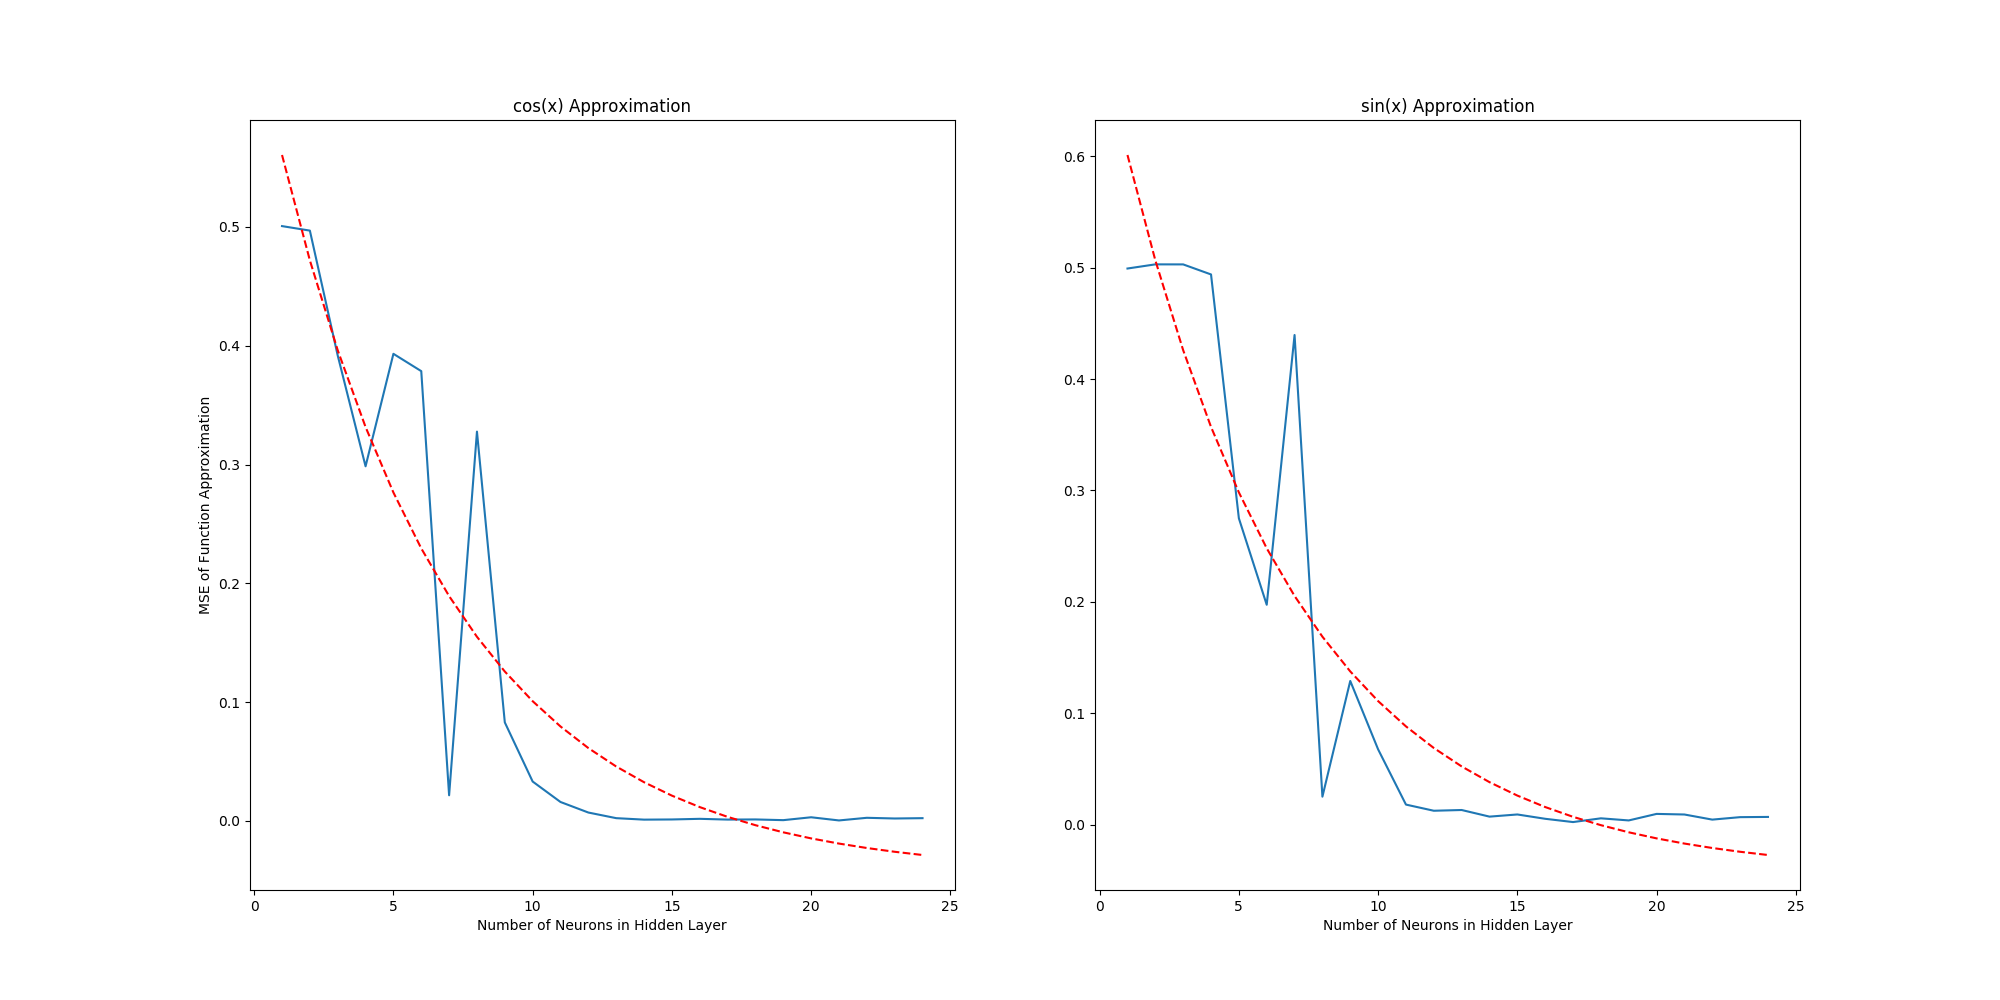 cos(x) Approximation
0.5
0.4
0.3
0.2
0.1
0.0
MSE of Function Approximation
0 5 10 15 20 25
Number of Neurons in Hidden Layer
sin(x) Approximation
0.6
0.5
0.4
0.3
0.2
0.1
0.0
0 5 10 15 20 25
Number of Neurons in Hidden Layer